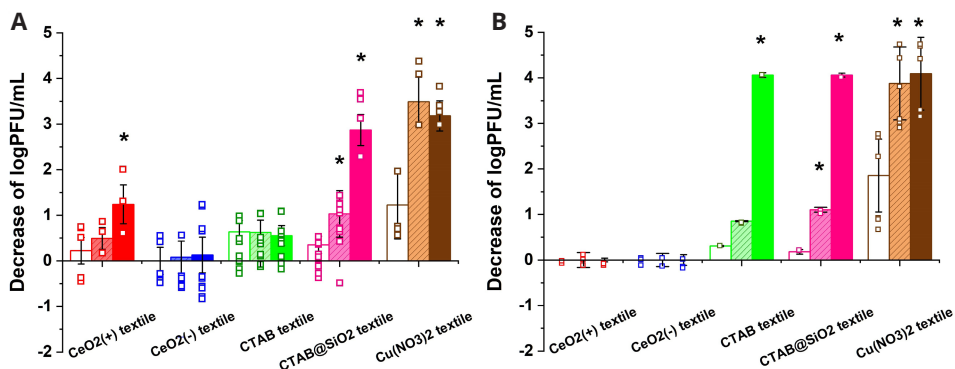 A
Decrease of logPFU/mL
5
4
3
2
1
0
-1
-2
* * * * * *
CeO2(+) textile
CeO2(-) textile
CTAB textile
CTAB@SiO2 textile
Cu(NO3)2 textile
B
Decrease of logPFU/mL
5
4
3
2
1
0
-1
-2
* * * * *
CeO2(+) textile
CeO2(-) textile
CTAB textile
CTAB@SiO2 textile
Cu(NO3)2 textile